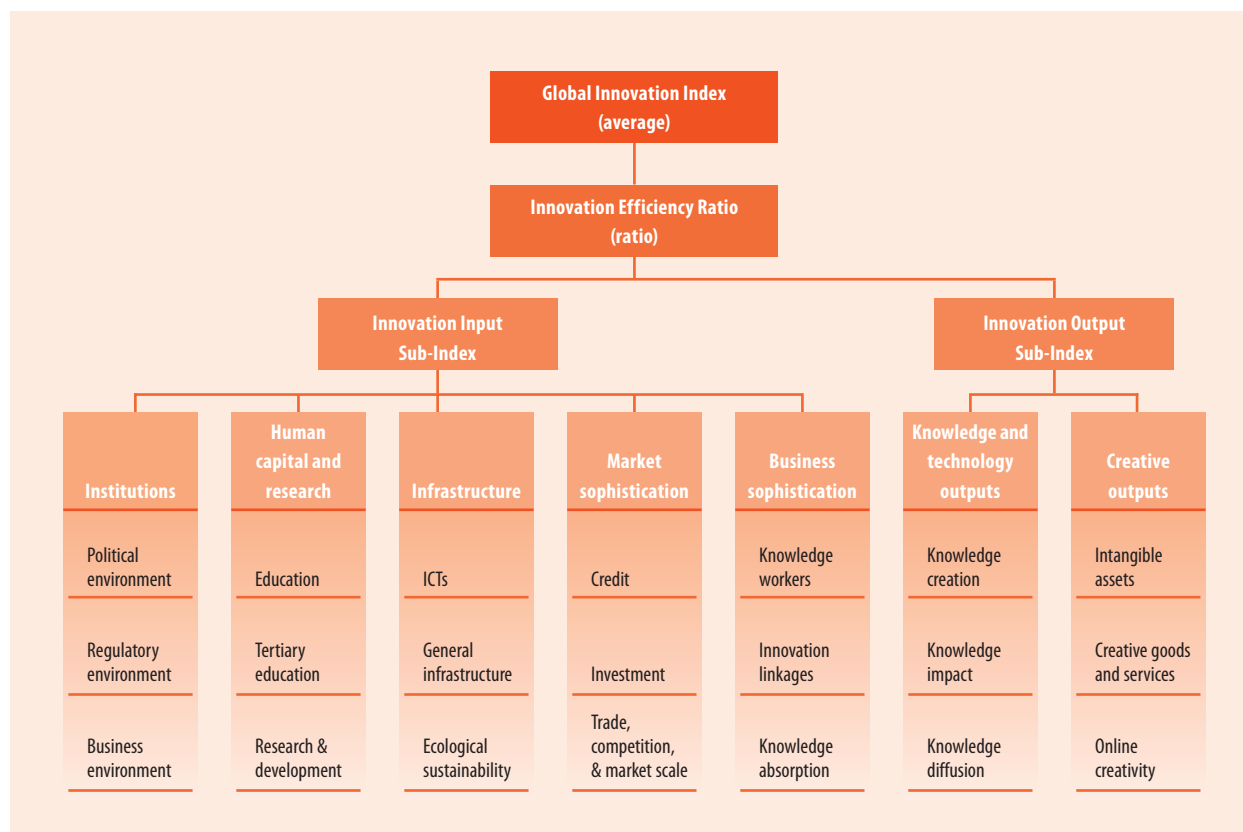 Global Innovation Index
(average)
Innovation Efficiency Ratio
(ratio)
Innovation Input
Sub-Index
Innovation Output
Sub-Index
Institutions
Human
capital and
research
Infrastructure
Market
sophistication
Business
sophistication
Knowledge and
technology
outputs
Creative
outputs
Political
environment
Education
ICTs
Credit
Knowledge
workers
Knowledge
creation
Intangible
assets
Regulatory
environment
Tertiary
education
General
infrastructure
Investment
Innovation
linkages
Knowledge
impact
Creative goods
and services
Business
environment
Research &
development
Ecological
sustainability
Trade,
competition,
& market scale
Knowledge
absorption
Knowledge
diffusion
Online
creativity